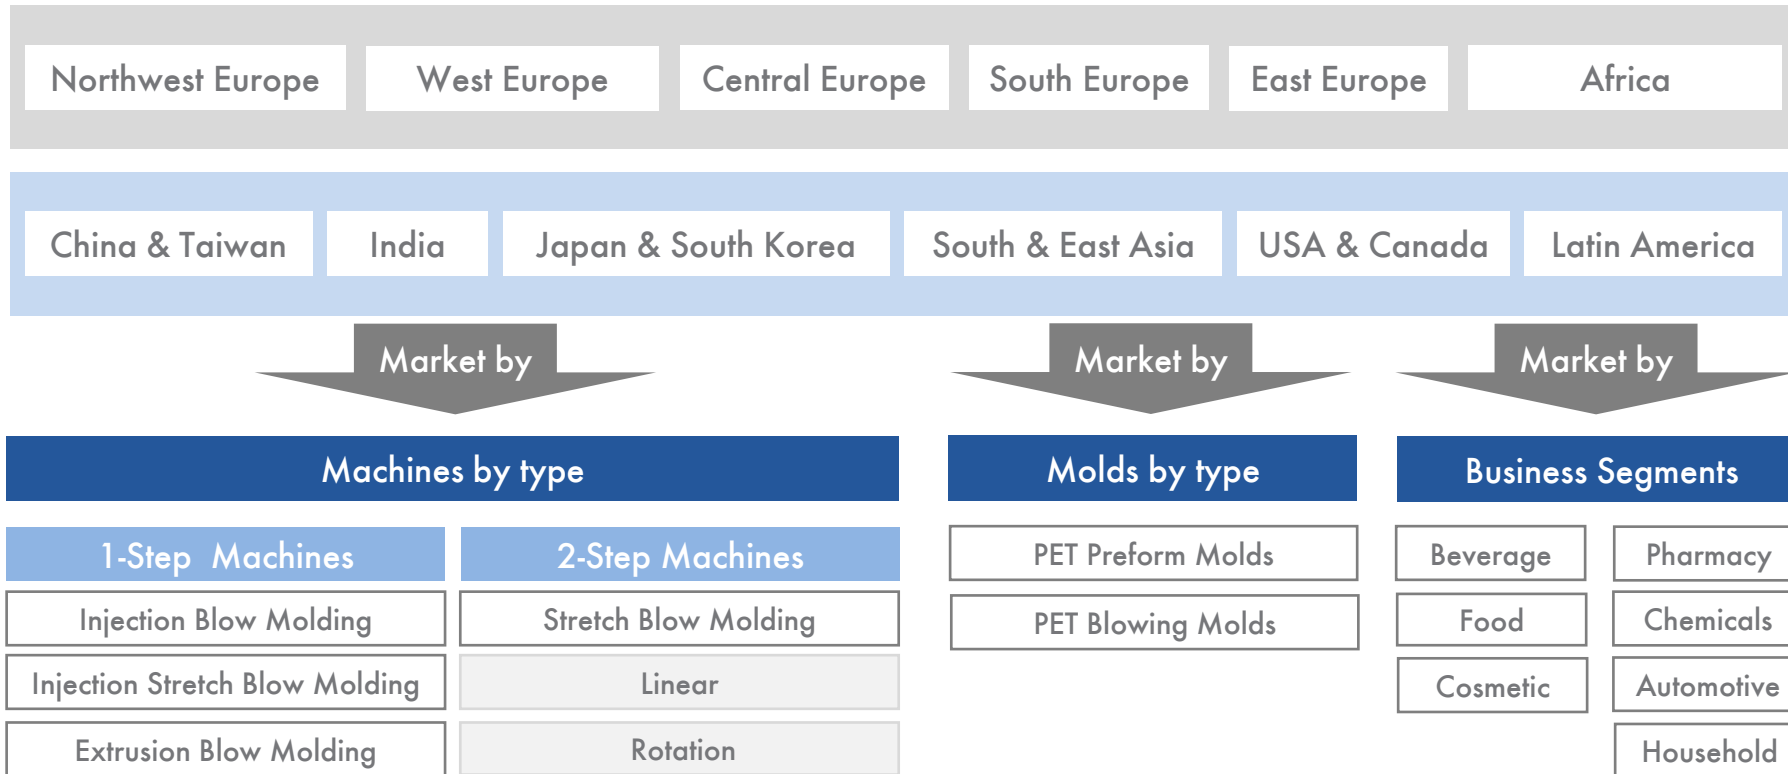 Northwest Europe
West Europe
Central Europe
South Europe
East Europe
Africa
China & Taiwan
India
Japan & South Korea
South & East Asia
USA & Canada
Latin America
Market by
Market by
Market by
Machines by type
Molds by type
Business Segments
1-Step Machines
2-Step Machines
Injection Blow Molding
Stretch Blow Molding
Injection Stretch Blow Molding
Linear
Extrusion Blow Molding
Rotation
PET Preform Molds
PET Blowing Molds
Beverage
Pharmacy
Food
Chemicals
Cosmetic
Automotive
Household